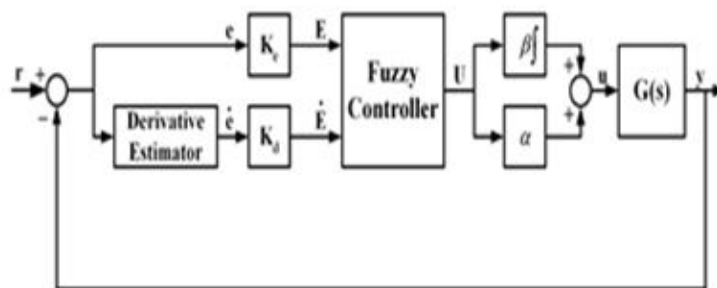 e
K_e
E
r
+
−
Derivative
Estimator
ė
K_d
Ė
Fuzzy
Controller
U
β∫
α
+
+
u
G(s)
y